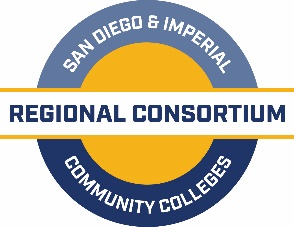 SAN DIEGO & IMPERIAL
REGIONAL CONSORTIUM
COMMUNITY COLLEGES